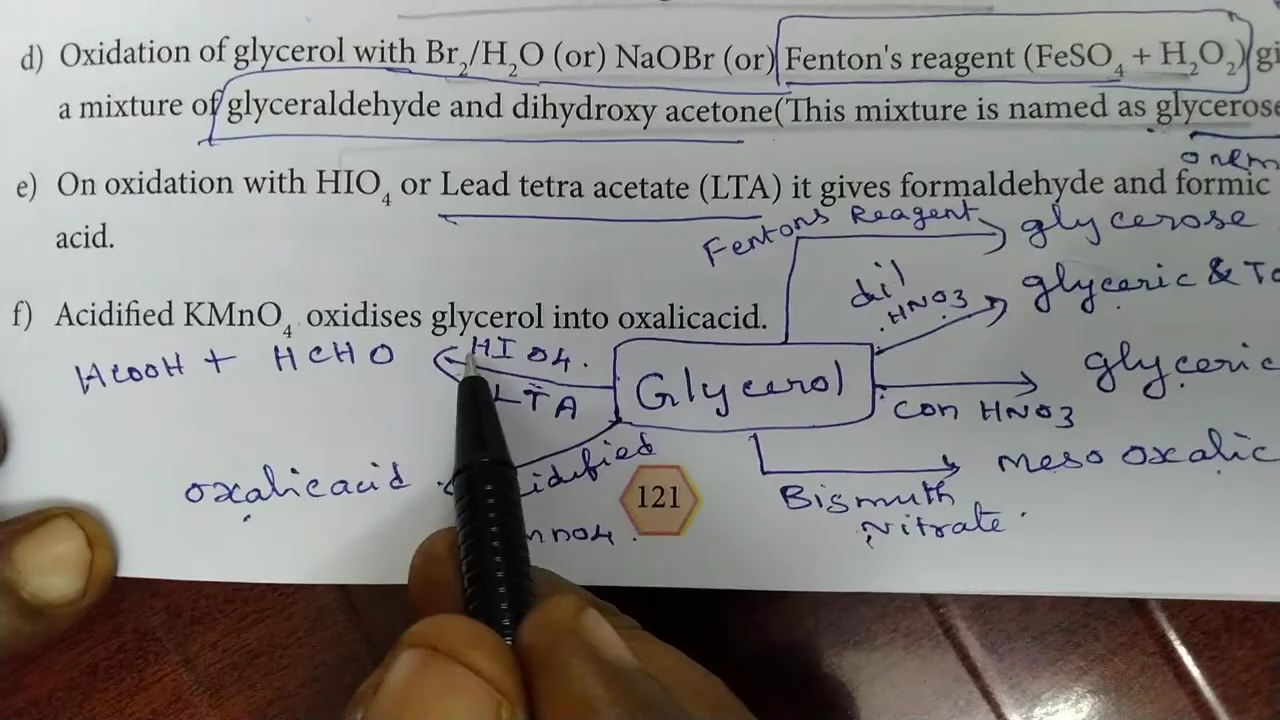 d) Oxidation of glycerol with Br2/H2O (or) NaOBr (or) Fenton's reagent (FeSO4 + H2O2) gi
a mixture of glyceraldehyde and dihydroxy acetone(This mixture is named as glycerose
e) On oxidation with HIO4 or Lead tetra acetate (LTA) it gives formaldehyde and formic
acid.
Fentons Reagent glycerose
dil HNO3 glyceric &
f) Acidified KMnO4 oxidises glycerol into oxalicacid.
HCOOH + HCHO HIO4.
LTA
Glycerol
glyceric
con HNO3
oxalicacid
meso oxalic
Bismuth
Nitrate
121